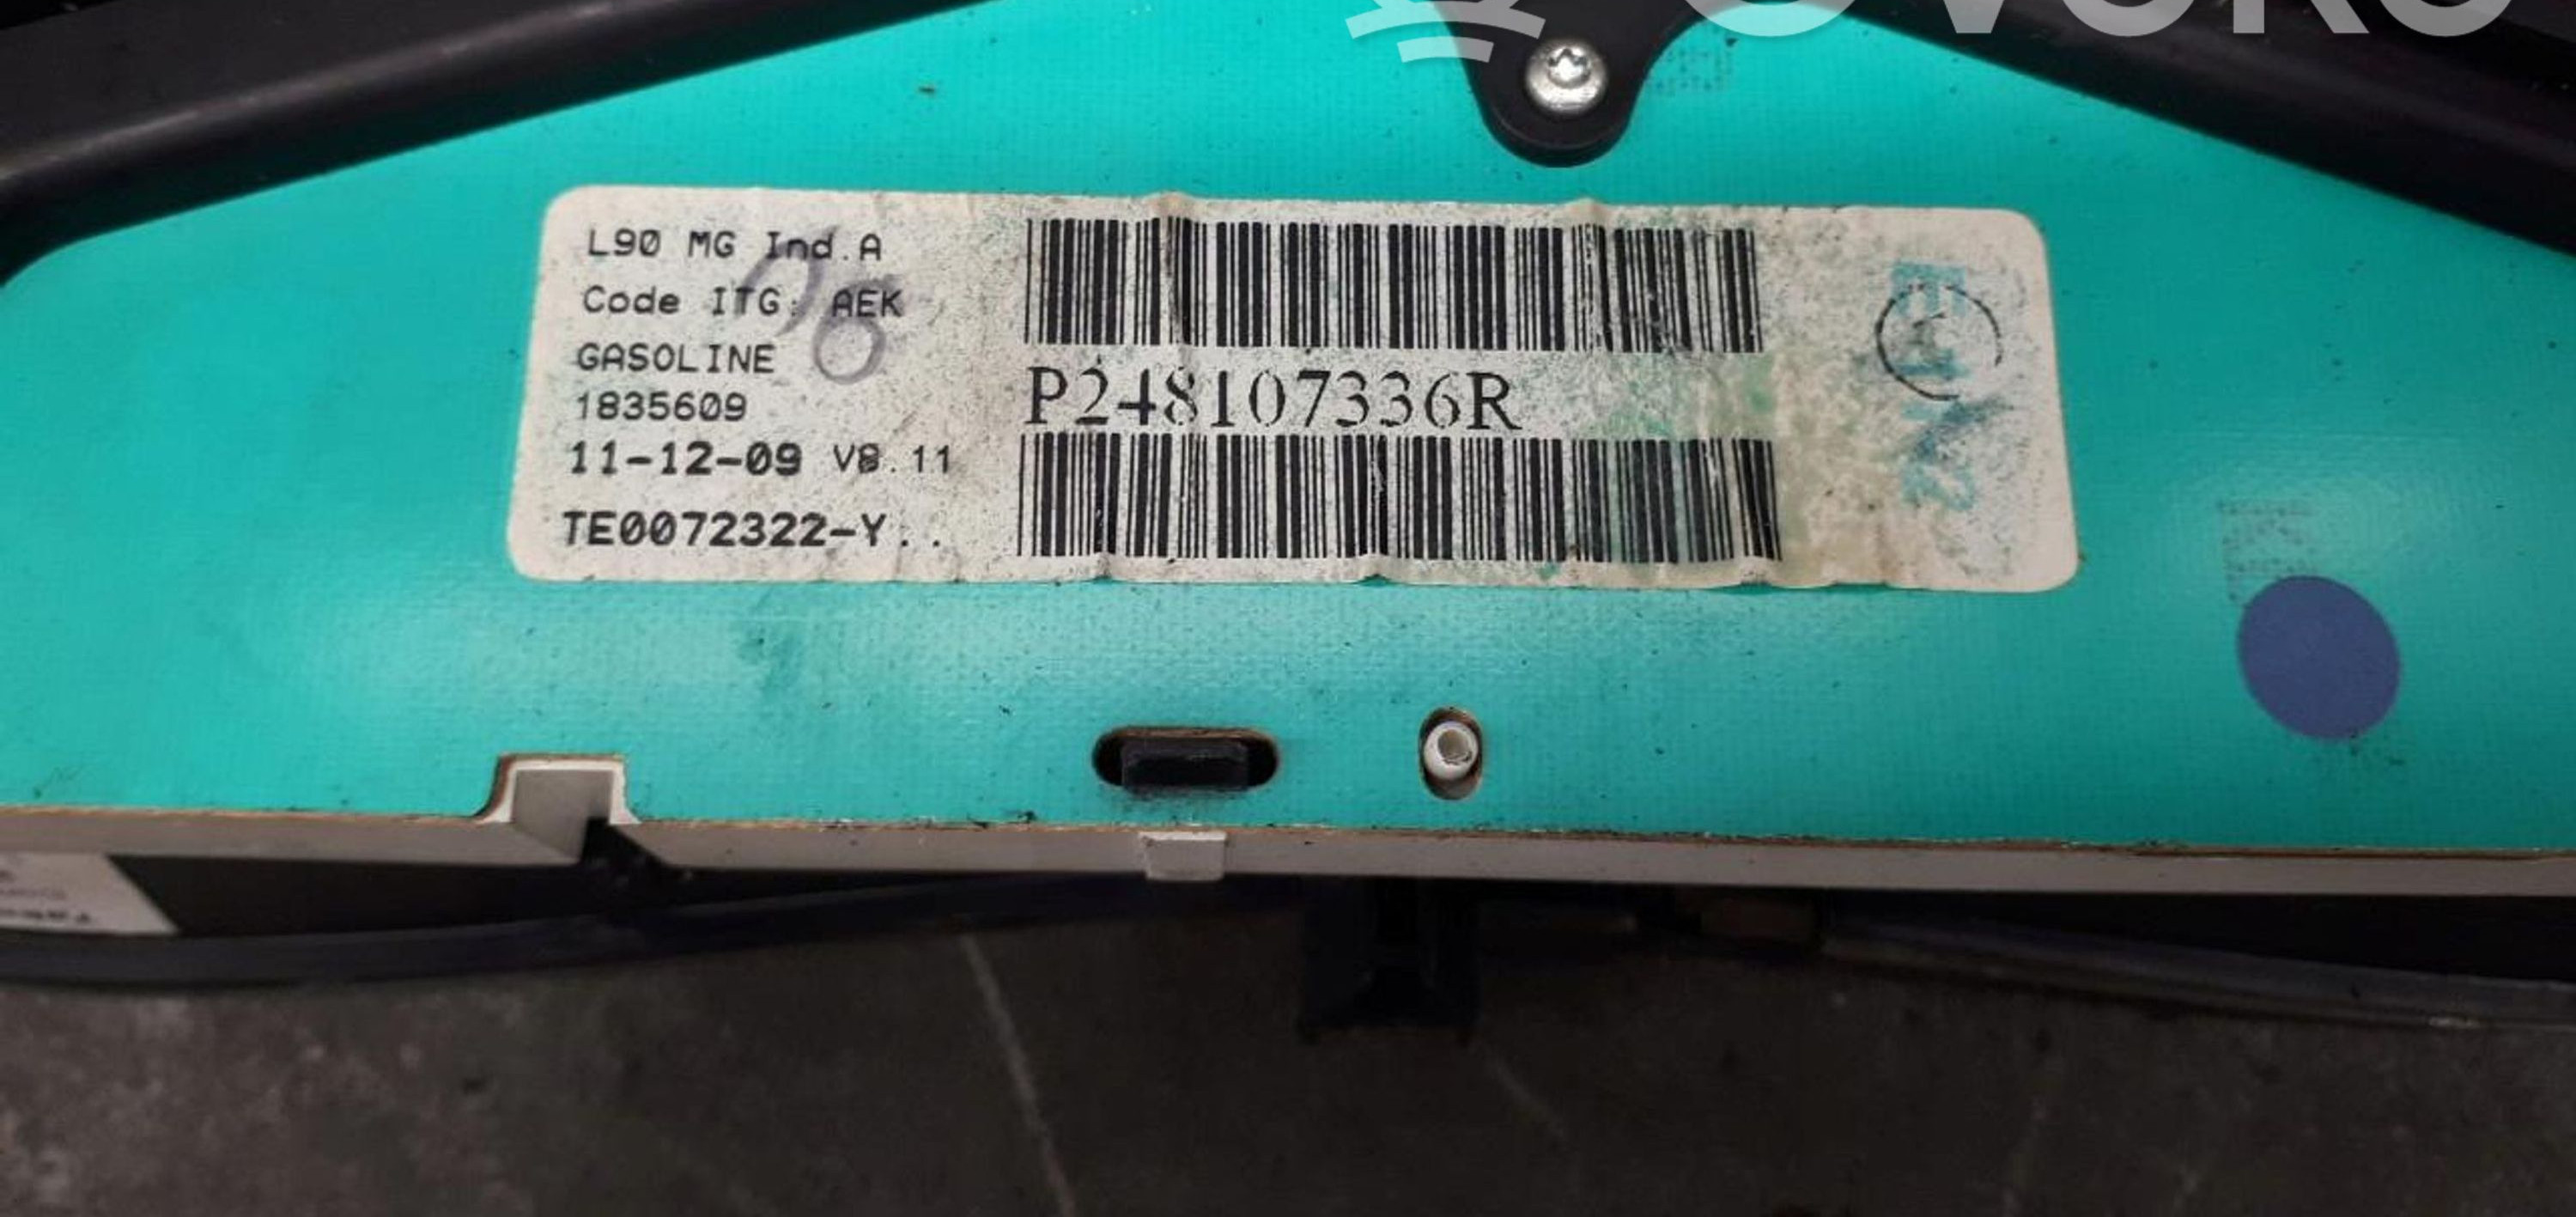 L90 MG Ind.A
Code ITG: AEK
GASOLINE
1835609
11-12-09 V8.11
TE0072322-Y..
P248107336R